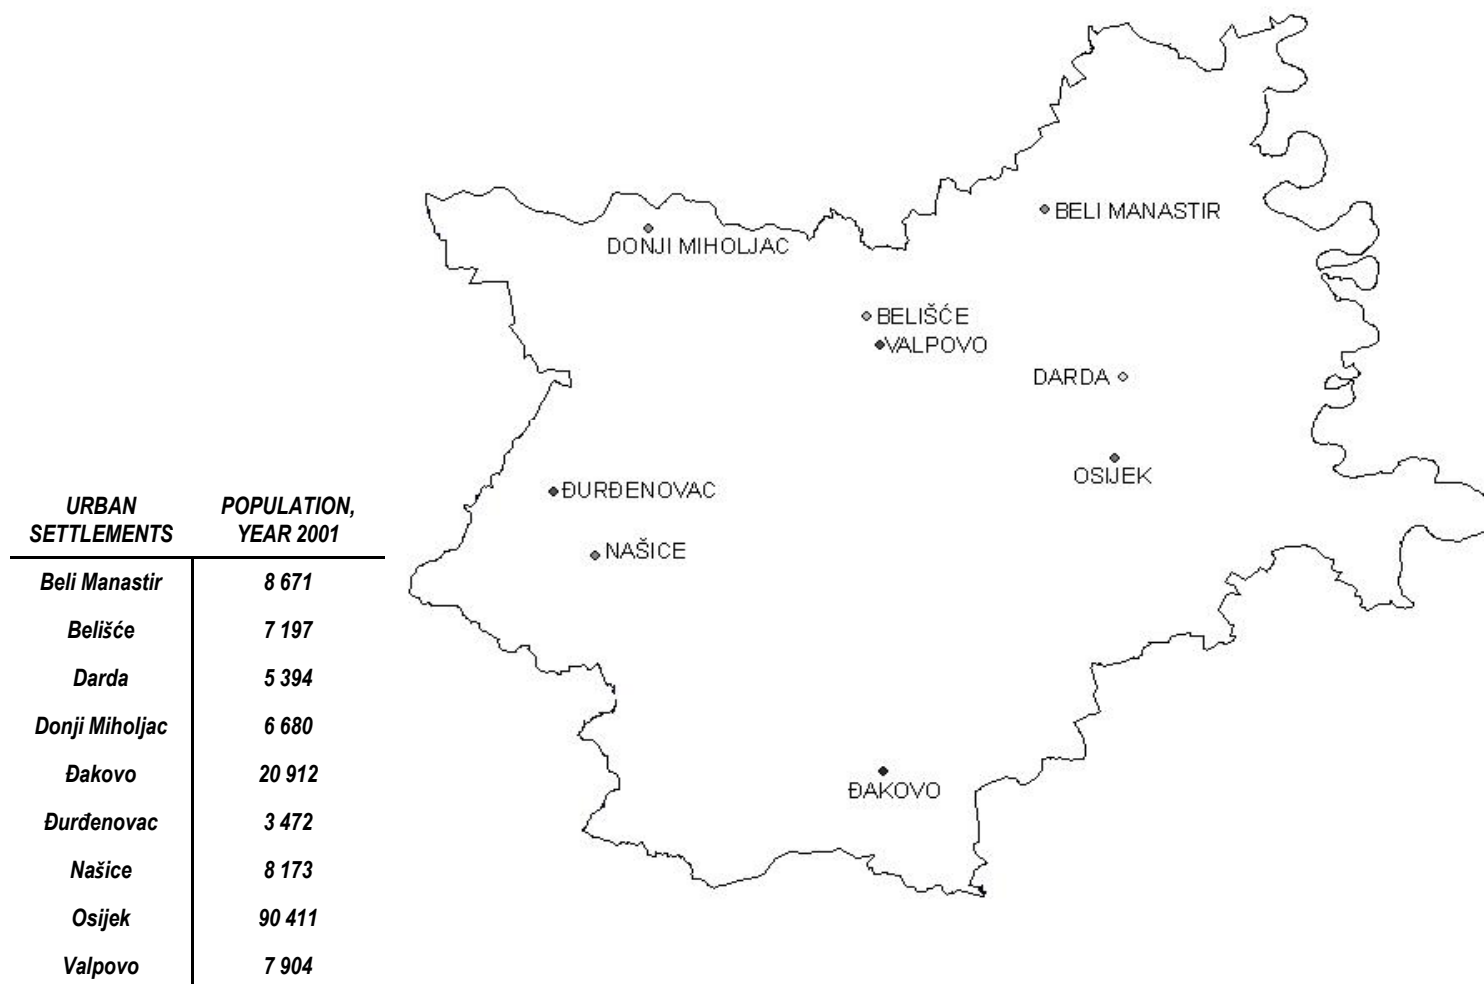 BELI MANASTIR
DONJI MIHOLJAC
BELIŠĆE
VALPOVO
DARDA
OSIJEK
ĐURĐENOVAC
NAŠICE
ĐAKOVO
URBAN SETTLEMENTS POPULATION, YEAR 2001
Beli Manastir 8 671
Belišće 7 197
Darda 5 394
Donji Miholjac 6 680
Đakovo 20 912
Đurđenovac 3 472
Našice 8 173
Osijek 90 411
Valpovo 7 904